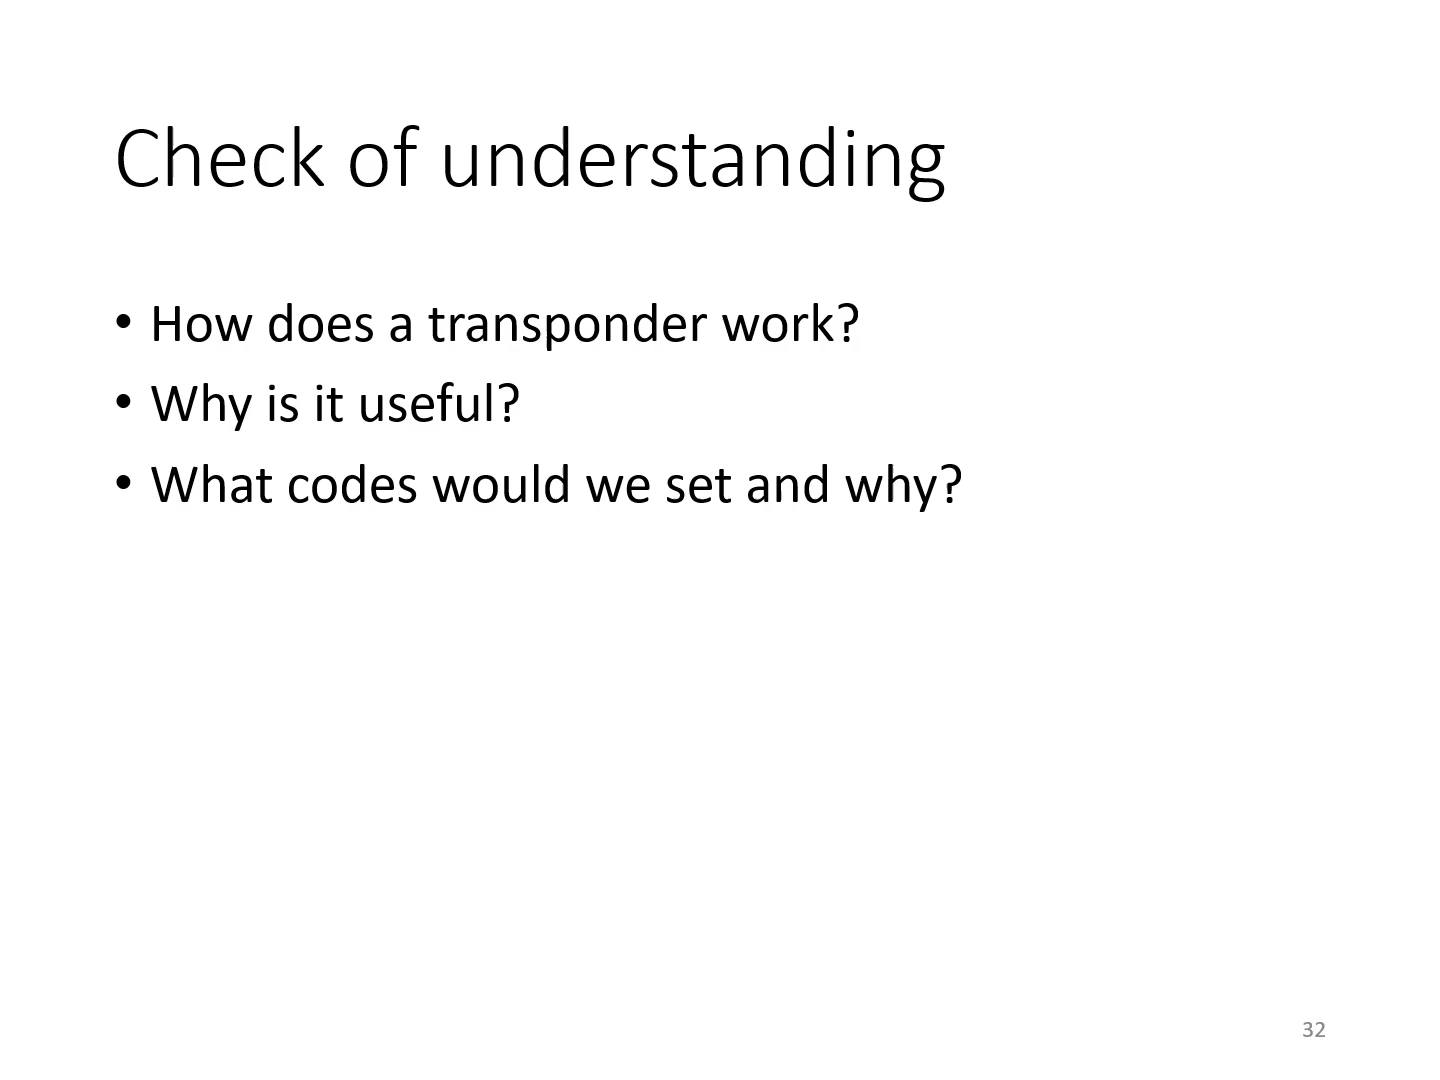 Check of understanding
• How does a transponder work?
• Why is it useful?
• What codes would we set and why?
32